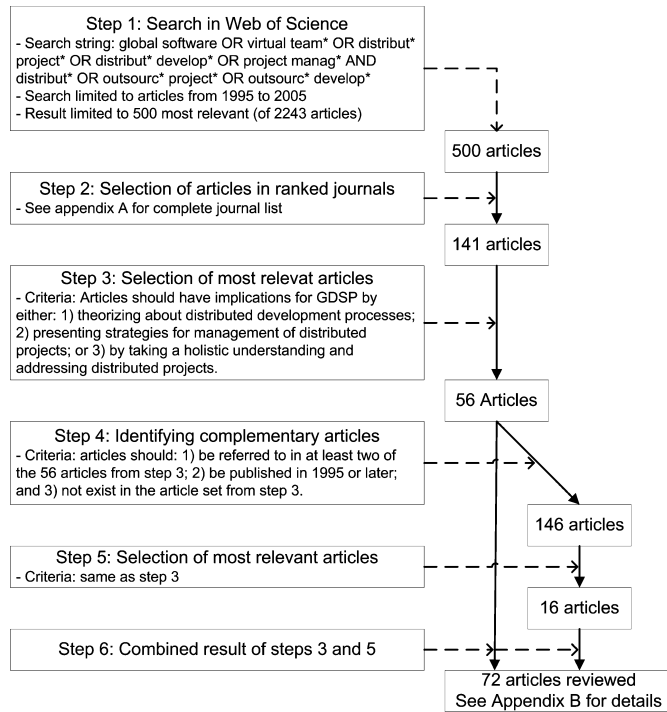 Step 1: Search in Web of Science
- Search string: global software OR virtual team* OR distribut*
project* OR distribut* develop* OR project manag* AND
distribut* OR outsourc* project* OR outsourc* develop*
- Search limited to articles from 1995 to 2005
- Result limited to 500 most relevant (of 2243 articles)
500 articles
Step 2: Selection of articles in ranked journals
- See appendix A for complete journal list
141 articles
Step 3: Selection of most relevat articles
- Criteria: Articles should have implications for GDSP by
either: 1) theorizing about distributed development processes;
2) presenting strategies for management of distributed
projects; or 3) by taking a holistic understanding and
addressing distributed projects.
56 Articles
Step 4: Identifying complementary articles
- Criteria: articles should: 1) be referred to in at least two of
the 56 articles from step 3; 2) be published in 1995 or later;
and 3) not exist in the article set from step 3.
146 articles
Step 5: Selection of most relevant articles
- Criteria: same as step 3
16 articles
Step 6: Combined result of steps 3 and 5
72 articles reviewed
See Appendix B for details